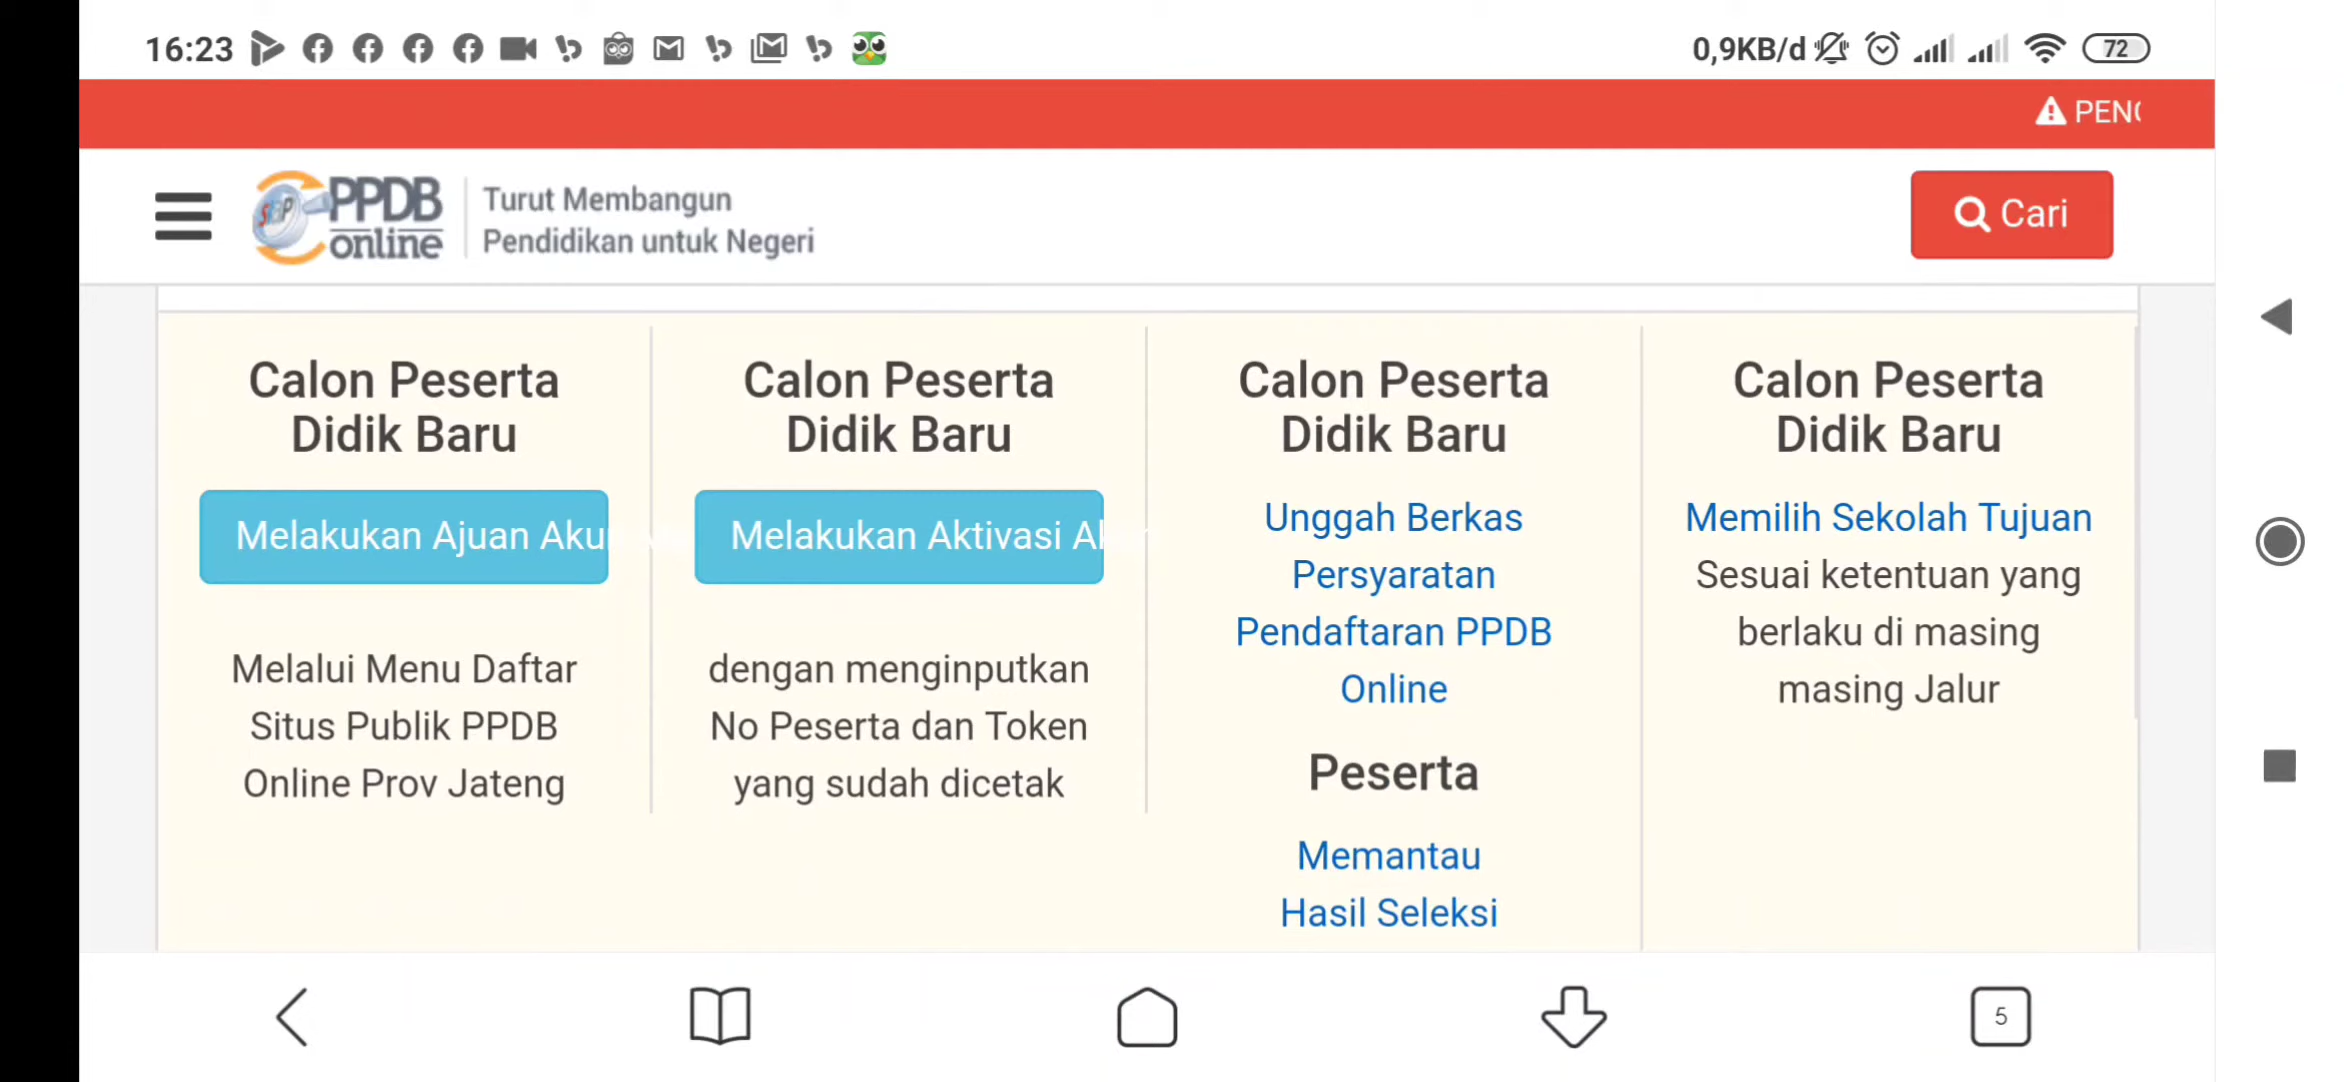 16:23
0,9KB/d
72
PEN
PPDB
online
Turut Membangun
Pendidikan untuk Negeri
Cari
Calon Peserta
Didik Baru
Melakukan Ajuan Aku
Melalui Menu Daftar
Situs Publik PPDB
Online Prov Jateng
Calon Peserta
Didik Baru
Melakukan Aktivasi Akun
dengan menginputkan
No Peserta dan Token
yang sudah dicetak
Calon Peserta
Didik Baru
Unggah Berkas
Persyaratan
Pendaftaran PPDB
Online
Peserta
Memantau
Hasil Seleksi
Calon Peserta
Didik Baru
Memilih Sekolah Tujuan
Sesuai ketentuan yang
berlaku di masing
masing Jalur
5